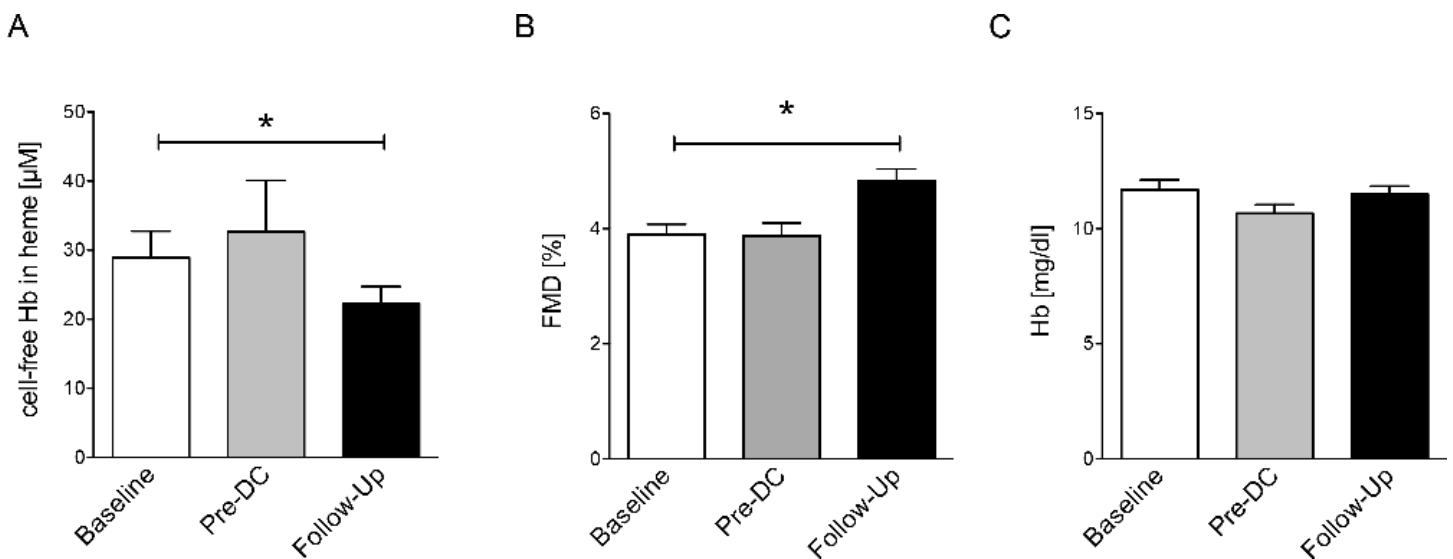 A
cell-free Hb in heme [µM]
50
40
30
20
10
0
*
Baseline
Pre-DC
Follow-Up
B
FMD [%]
6
4
2
0
*
Baseline
Pre-DC
Follow-Up
C
Hb [mg/dl]
15
10
5
0
Baseline
Pre-DC
Follow-Up